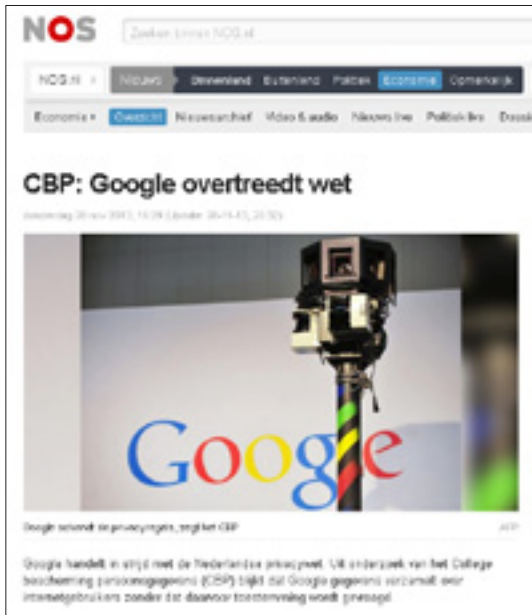 NOS
Zoeken binnen NOS.nl
NOS.nl Nieuws Binnenland Buitenland Politiek Economie Opmerkelijk
Economie Overzicht Nieuwsarchief Video & audio Nieuws live Politiek live
CBP: Google overtreedt wet
Google
Google schendt de privacyregels, zegt het CBP AFP
Google handelt in strijd met de Nederlandse privacywet. Uit onderzoek van het College
bescherming persoonsgegevens (CBP) blijkt dat Google gegevens verzamelt over
internetgebruikers zonder dat daarvoor toestemming wordt gevraagd.